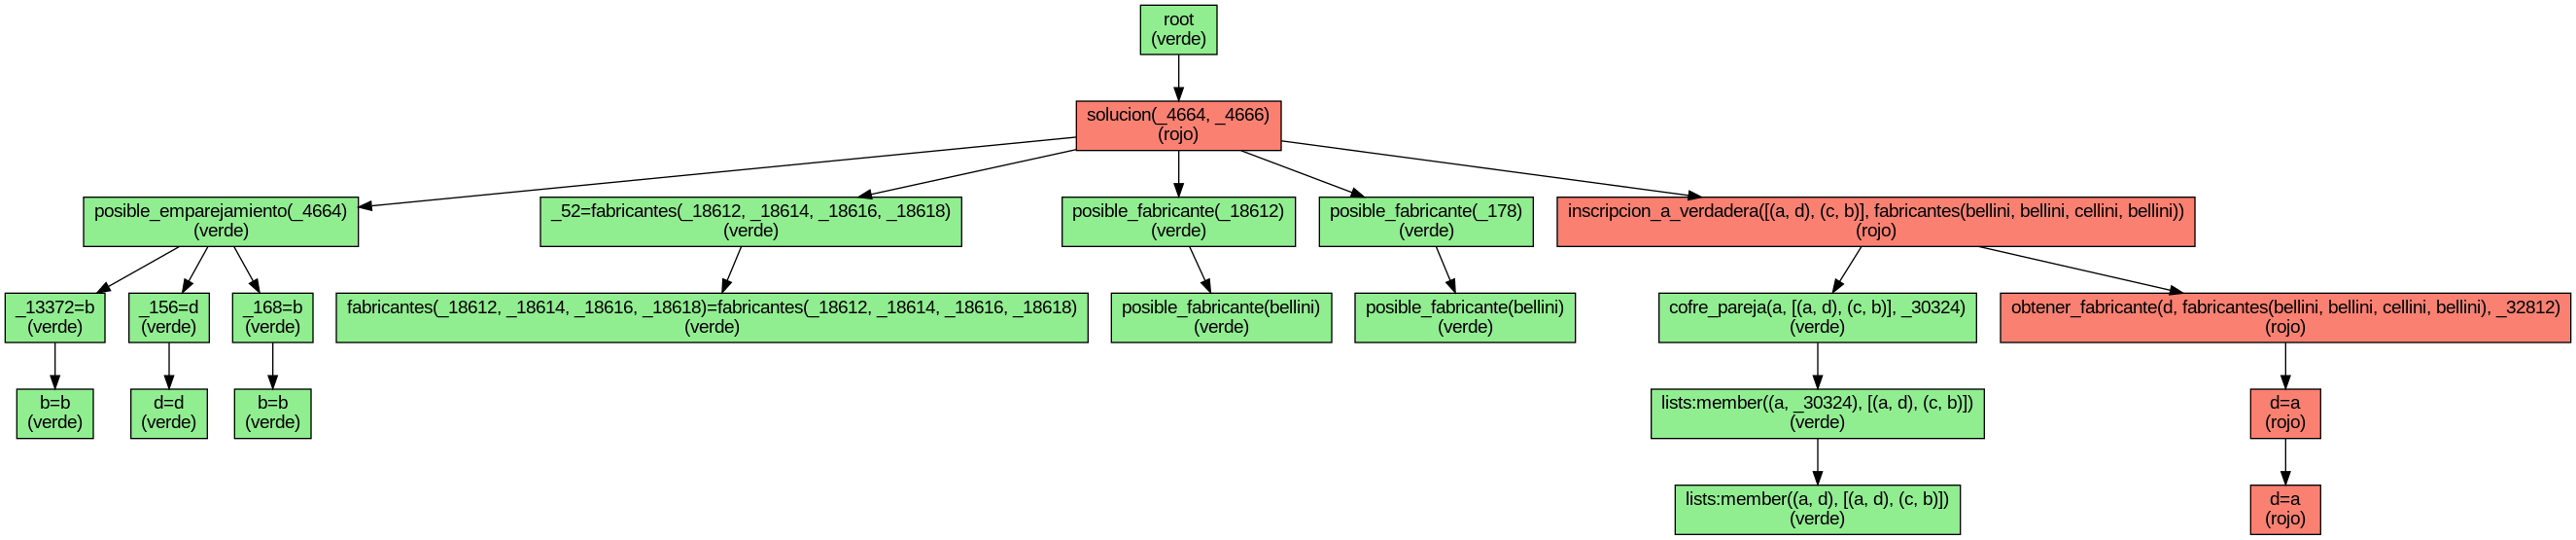 root
(verde)
solucion(_4664, _4666)
(rojo)
posible_emparejamiento(_4664)
(verde)
_52=fabricantes(_18612, _18614, _18616, _18618)
(verde)
posible_fabricante(_18612)
(verde)
posible_fabricante(_178)
(verde)
inscripcion_a_verdadera([(a, d), (c, b)], fabricantes(bellini, bellini, cellini, bellini))
(rojo)
_13372=b
(verde)
_156=d
(verde)
_168=b
(verde)
fabricantes(_18612, _18614, _18616, _18618)=fabricantes(_18612, _18614, _18616, _18618)
(verde)
posible_fabricante(bellini)
(verde)
posible_fabricante(bellini)
(verde)
cofre_pareja(a, [(a, d), (c, b)], _30324)
(verde)
obtener_fabricante(d, fabricantes(bellini, bellini, cellini, bellini), _32812)
(rojo)
b=b
(verde)
d=d
(verde)
b=b
(verde)
lists:member((a, _30324), [(a, d), (c, b)])
(verde)
d=a
(rojo)
lists:member((a, d), [(a, d), (c, b)])
(verde)
d=a
(rojo)